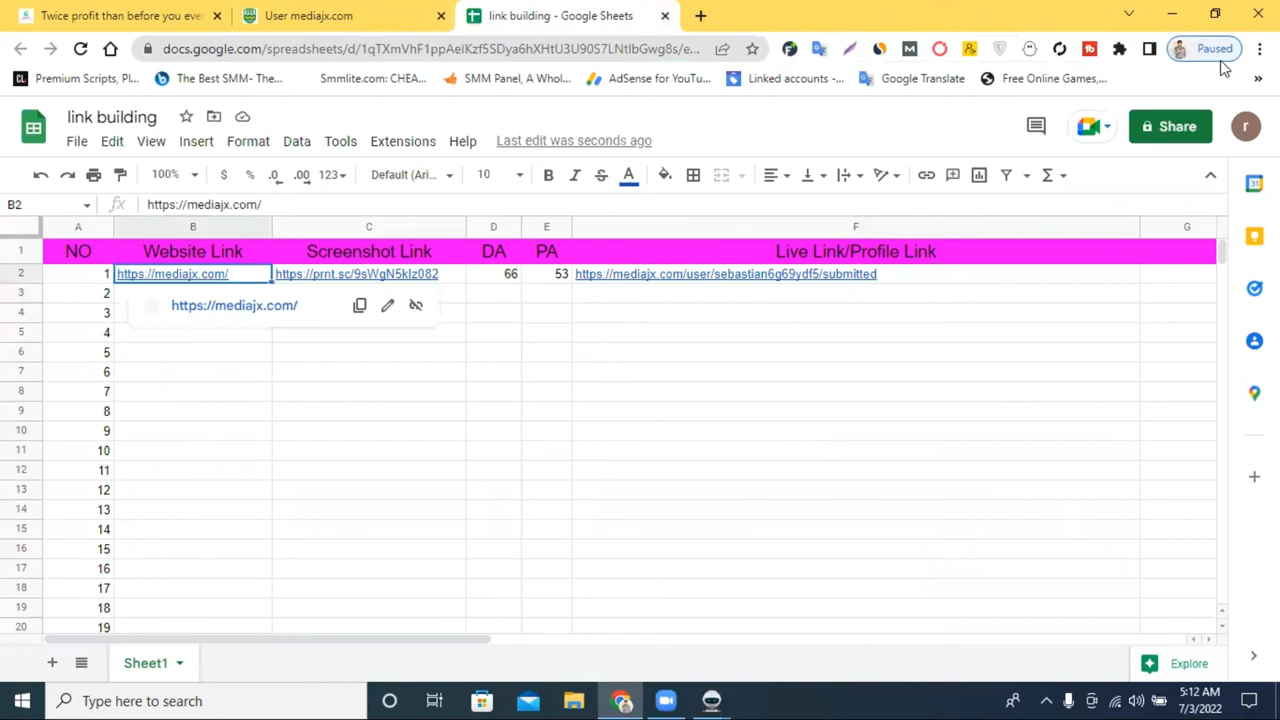 Twice profit than before you eve
User mediajx.com
link building - Google Sheets
docs.google.com/spreadsheets/d/1qTXmVhF1ppAeIKzf5SDya6hXHtU3U90S7LNtIbGwg8s/e...
Paused
Premium Scripts, Pl...
The Best SMM- The...
Smmlite.com: CHEA...
SMM Panel, A Whol...
AdSense for YouTu...
Linked accounts -...
Google Translate
Free Online Games,...
link building
File Edit View Insert Format Data Tools Extensions Help Last edit was seconds ago
Share
r
100% $ % .0 .00 123 Default (Ari... 10 B I S A
B2 fx https://mediajx.com/
A B C D E F G
1 NO Website Link Screenshot Link DA PA Live Link/Profile Link
2 1 https://mediajx.com/ https://prnt.sc/9sWgN5kIz082 66 53 https://mediajx.com/user/sebastian6g69ydf5/submitted
3 2 https://mediajx.com/
4 3
5 4
6 5
7 6
8 7
9 8
10 9
11 10
12 11
13 12
14 13
15 14
16 15
17 16
18 17
19 18
20 19
Sheet1
Explore
Type here to search
5:12 AM
7/3/2022